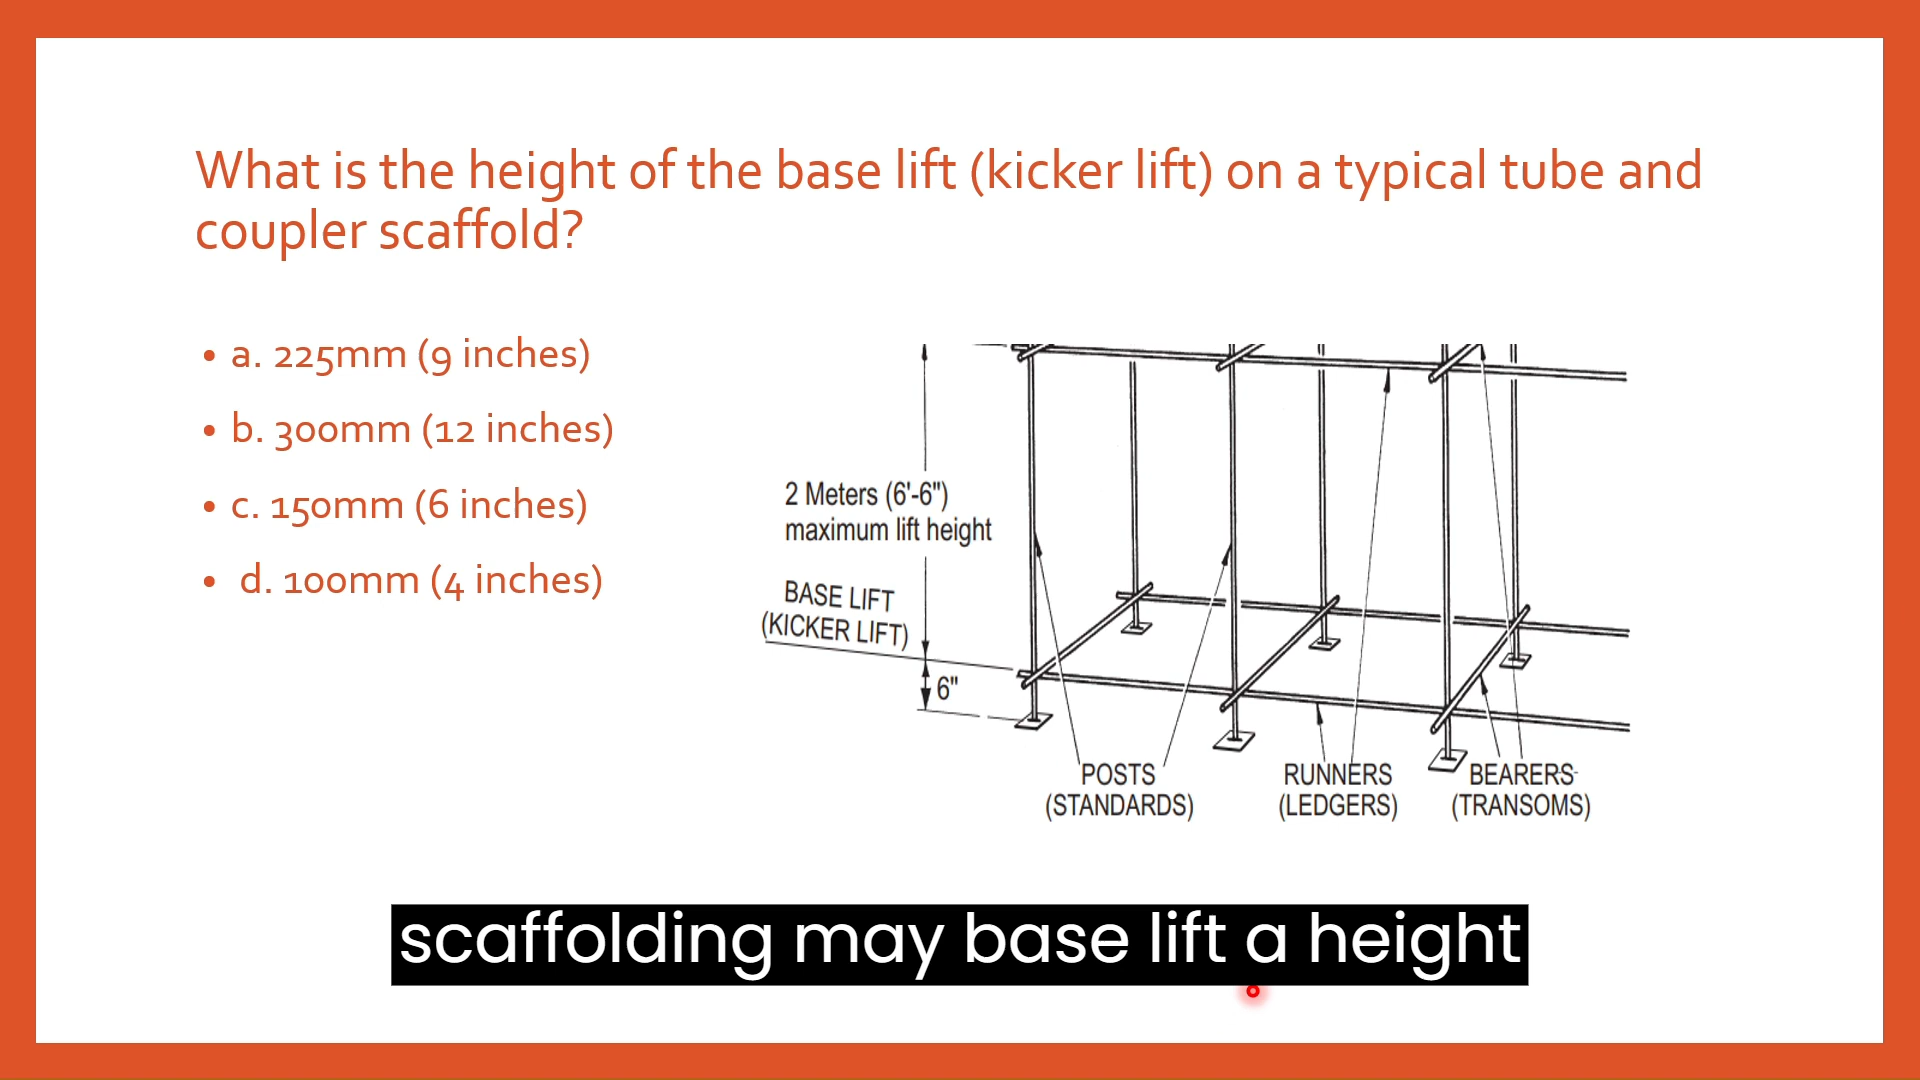 What is the height of the base lift (kicker lift) on a typical tube and
coupler scaffold?
• a. 225mm (9 inches)
• b. 300mm (12 inches)
• c. 150mm (6 inches)
• d. 100mm (4 inches)
2 Meters (6'-6")
maximum lift height
BASE LIFT
(KICKER LIFT)
6"
POSTS
(STANDARDS)
RUNNERS
(LEDGERS)
BEARERS
(TRANSOMS)
scaffolding may base lift a height